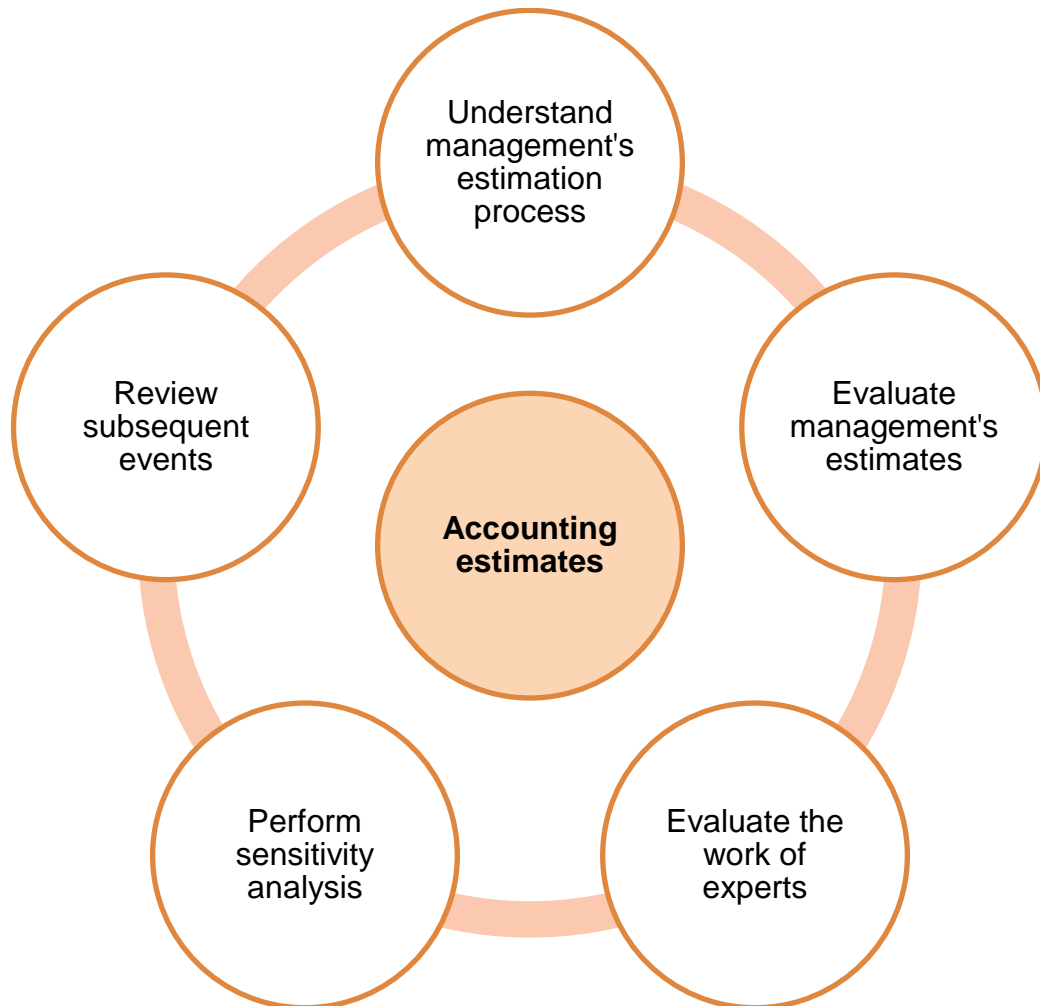 Understand
management's
estimation
process
Evaluate
management's
estimates
Evaluate the
work of
experts
Perform
sensitivity
analysis
Review
subsequent
events
Accounting
estimates